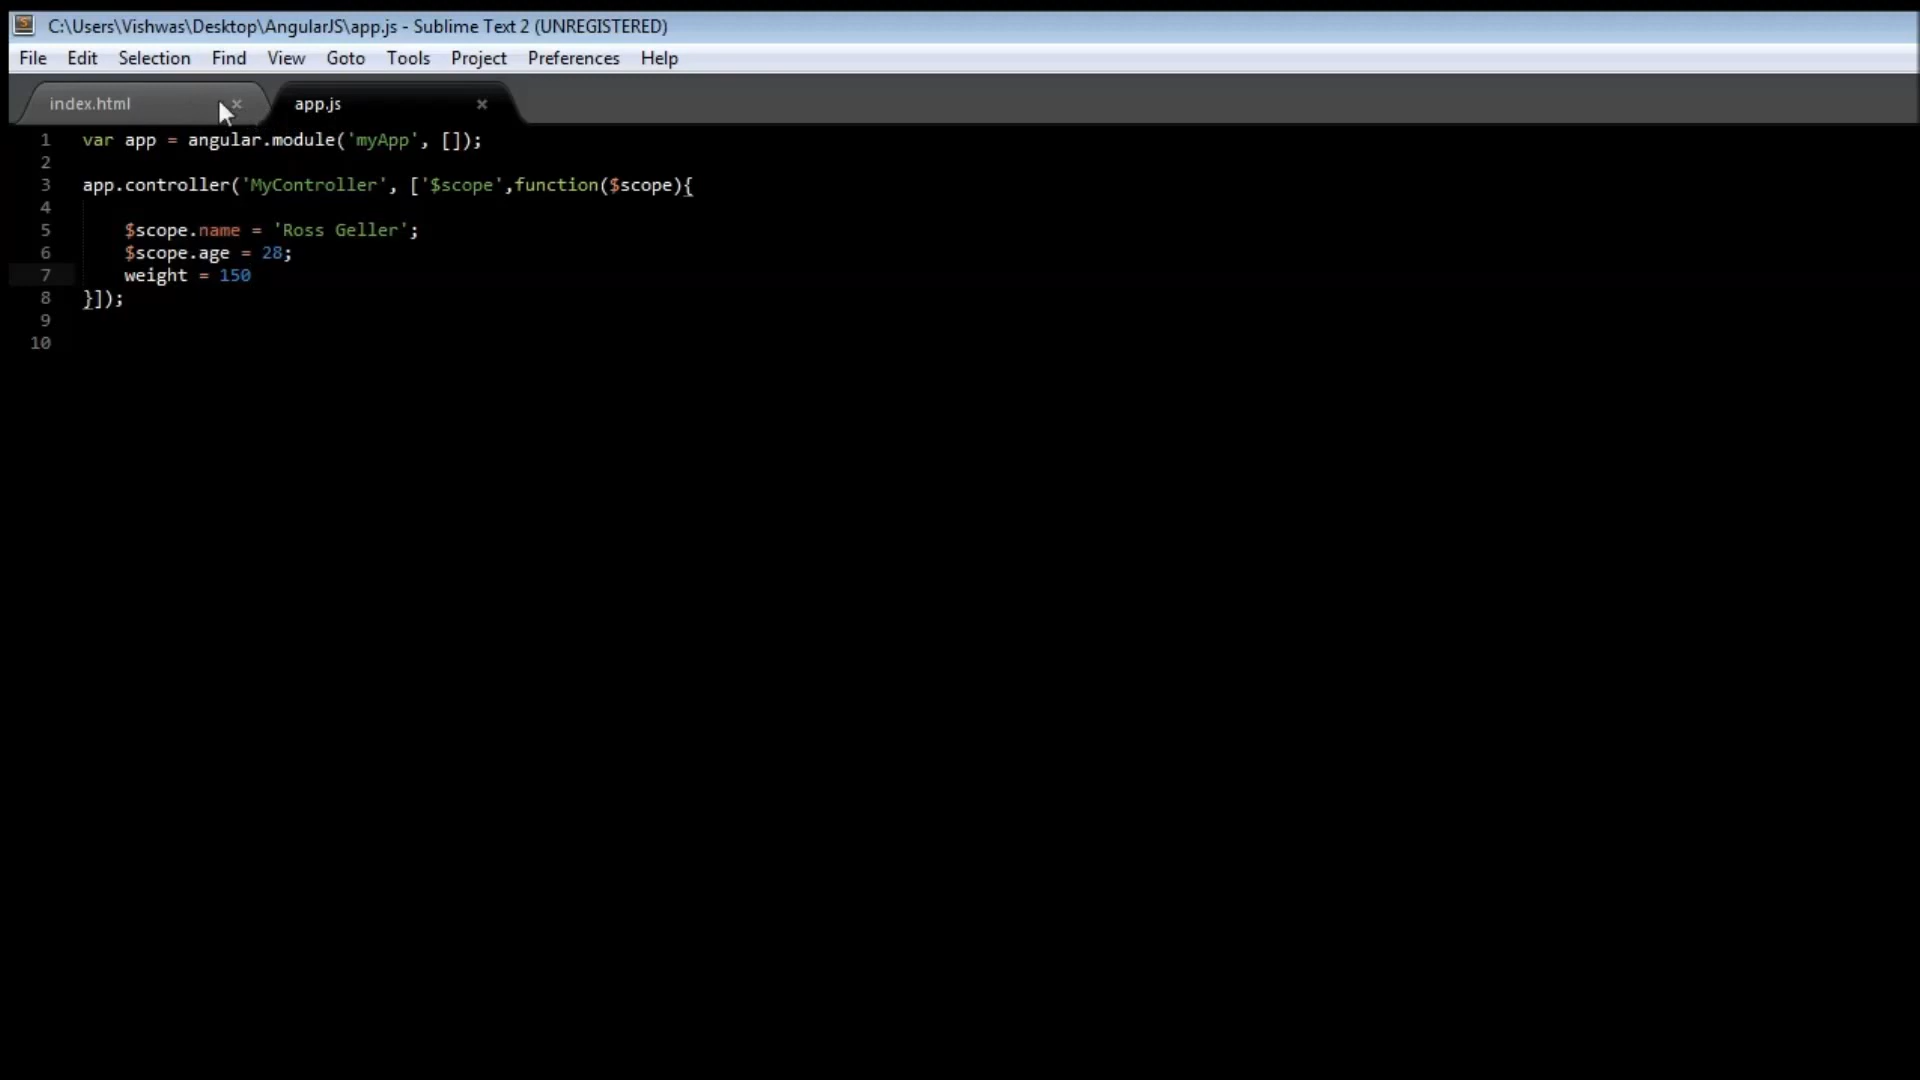 C:\Users\Vishwas\Desktop\AngularJS\app.js - Sublime Text 2 (UNREGISTERED)
File Edit Selection Find View Goto Tools Project Preferences Help
index.html × app.js ×
1 var app = angular.module('myApp', []);
2
3 app.controller('MyController', ['$scope',function($scope){
4
5 $scope.name = 'Ross Geller';
6 $scope.age = 28;
7 weight = 150
8 }]);
9
10